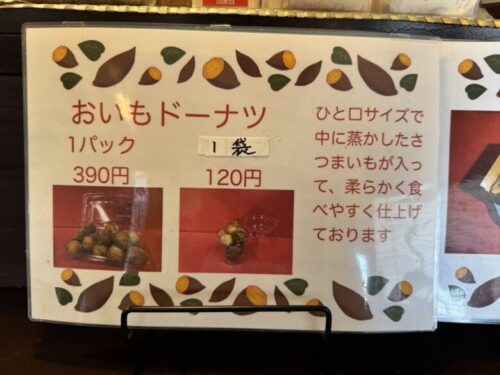 おいもドーナツ
1パック
390円
1袋
120円
ひと口サイズで
中に蒸かしたさ
つまいもが入っ
て、柔らかく食
べやすく仕上げ
ております